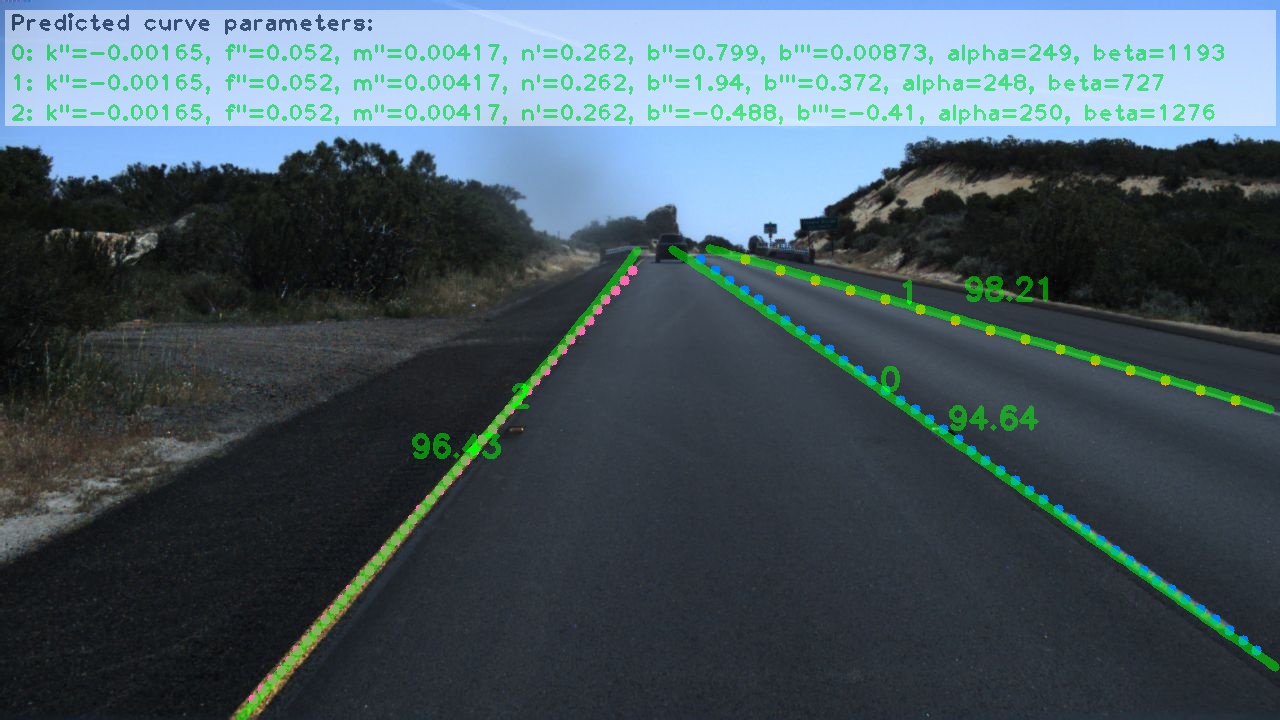 Predicted curve parameters:
0: k''=-0.00165, f''=0.052, m''=0.00417, n'=0.262, b''=0.799, b'''=0.00873, alpha=249, beta=1193
1: k''=-0.00165, f''=0.052, m''=0.00417, n'=0.262, b''=1.94, b'''=0.372, alpha=248, beta=727
2: k''=-0.00165, f''=0.052, m''=0.00417, n'=0.262, b''=-0.488, b'''=-0.41, alpha=250, beta=1276
1 98.21
0
2
94.64
96.43